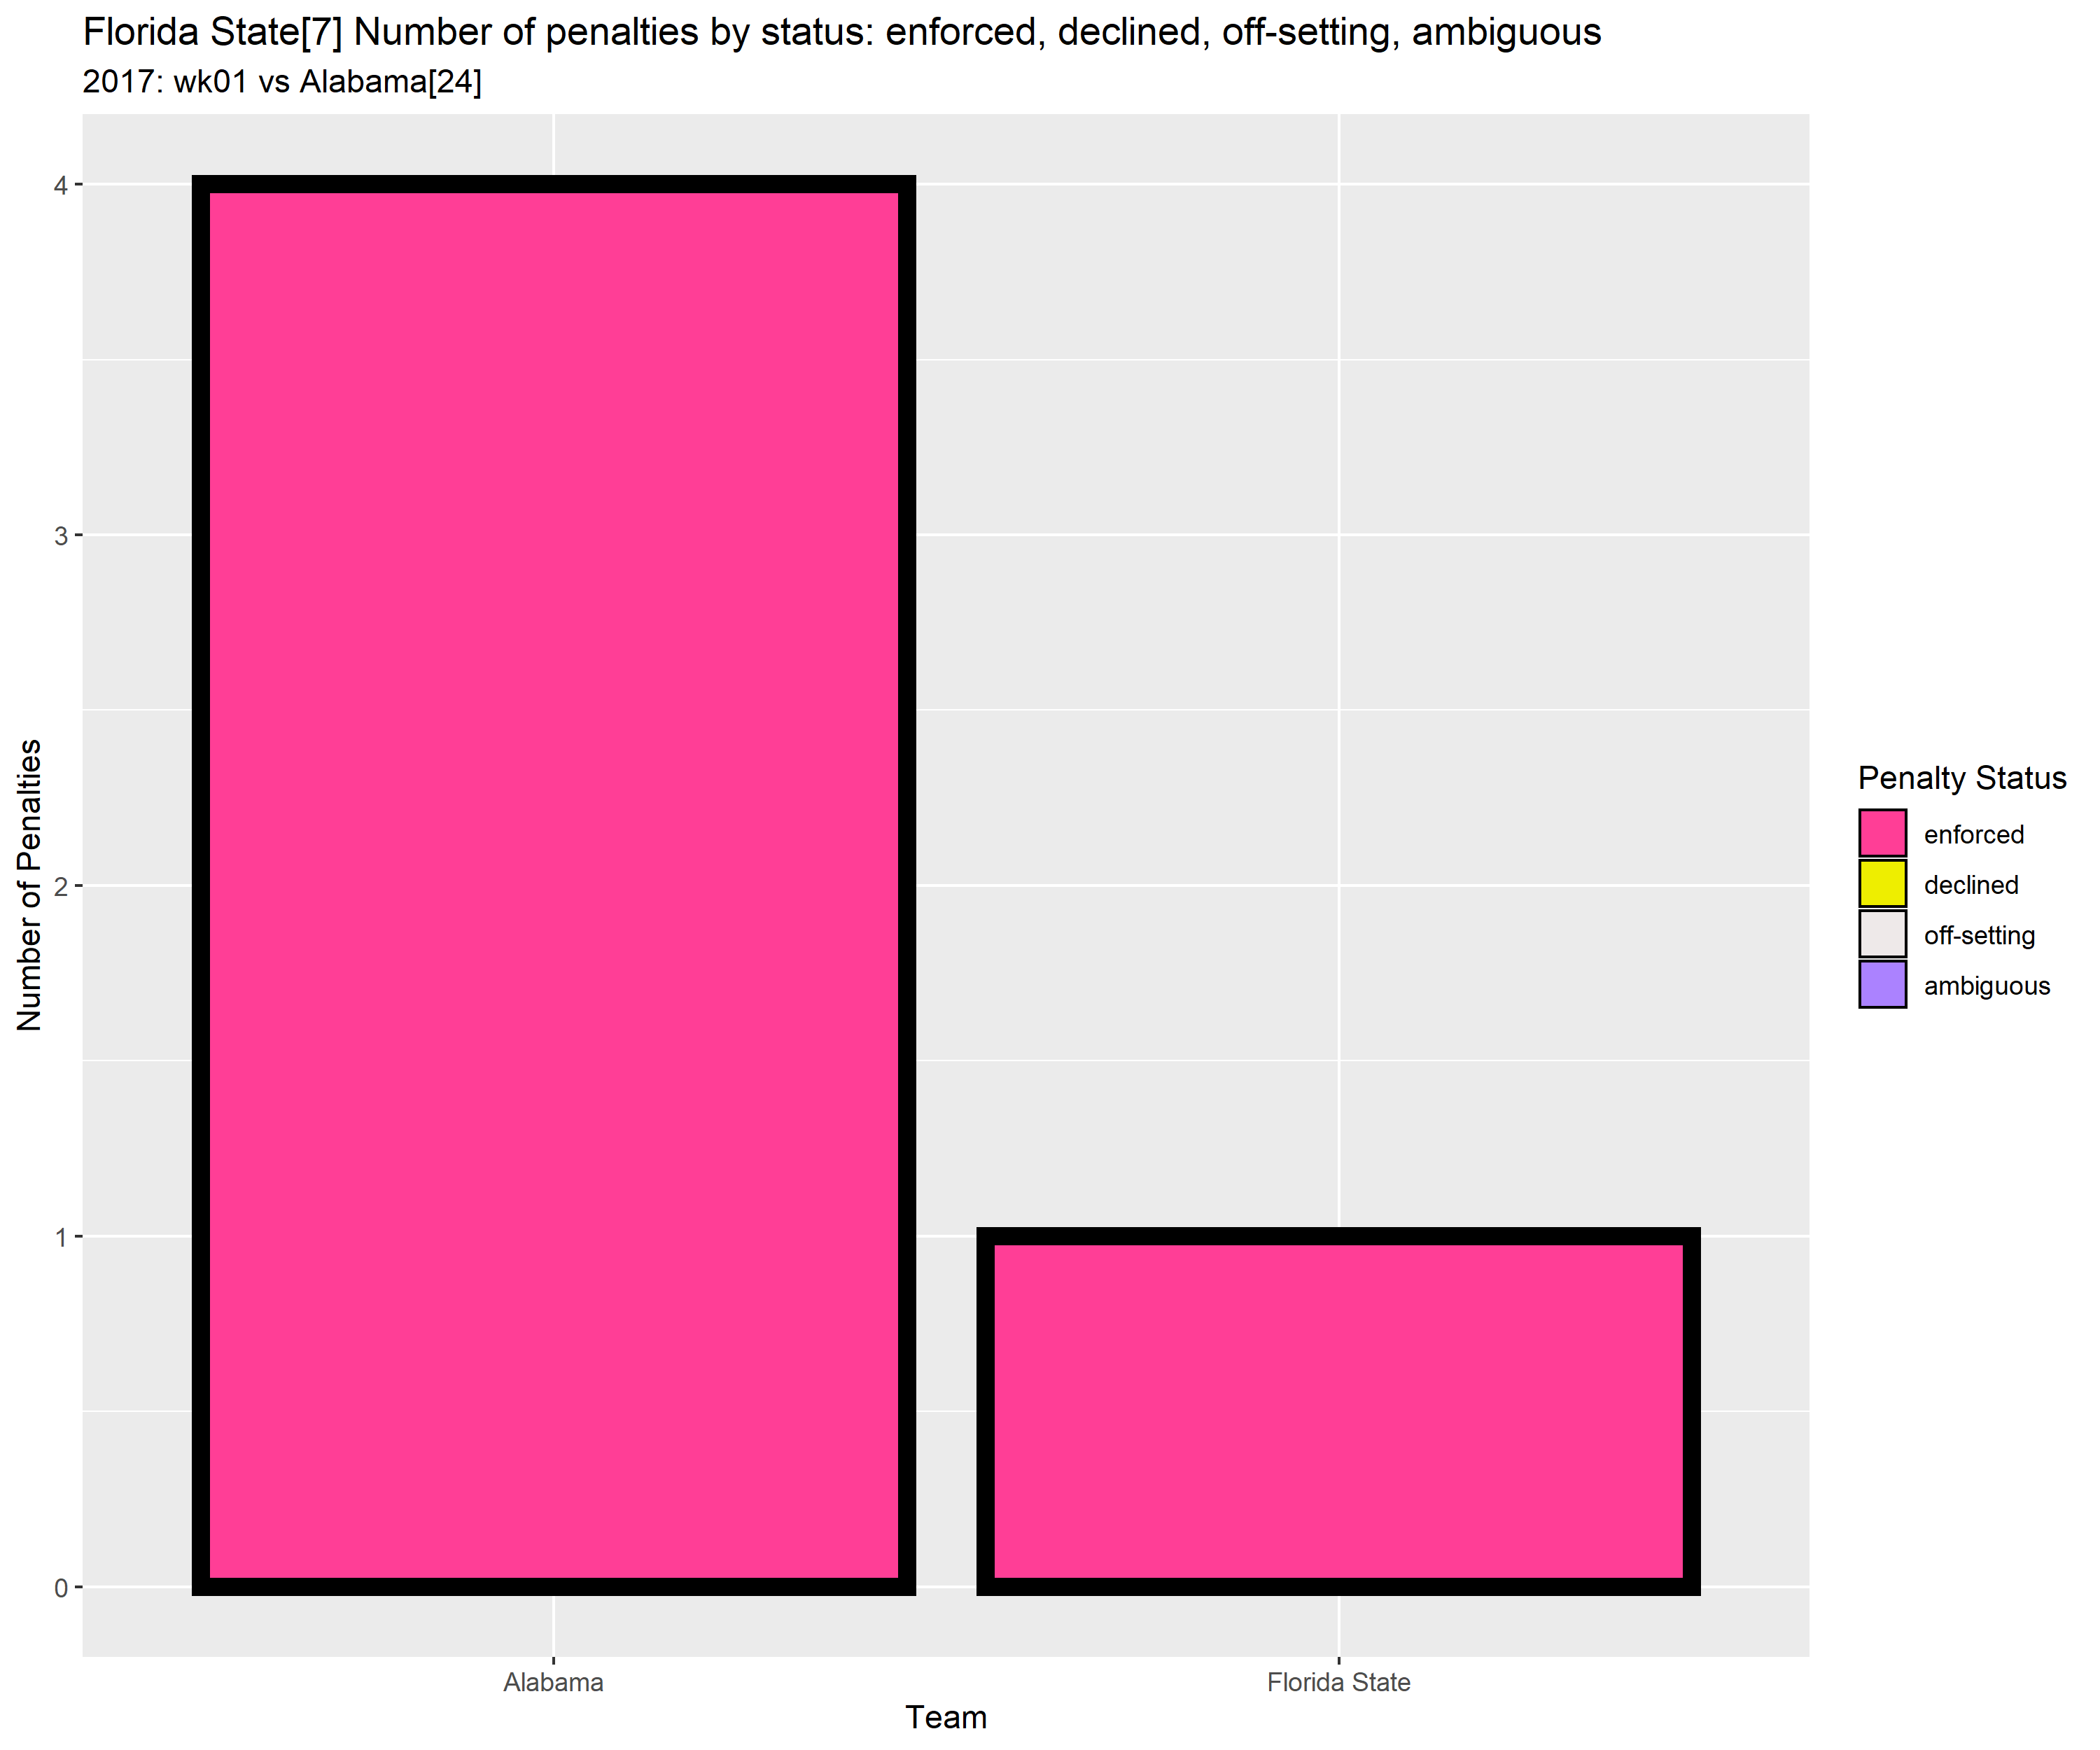 Florida State[7] Number of penalties by status: enforced, declined, off-setting, ambiguous
2017: wk01 vs Alabama[24]
Number of Penalties
4
3
2
1
0
Alabama
Florida State
Team
Penalty Status
enforced
declined
off-setting
ambiguous